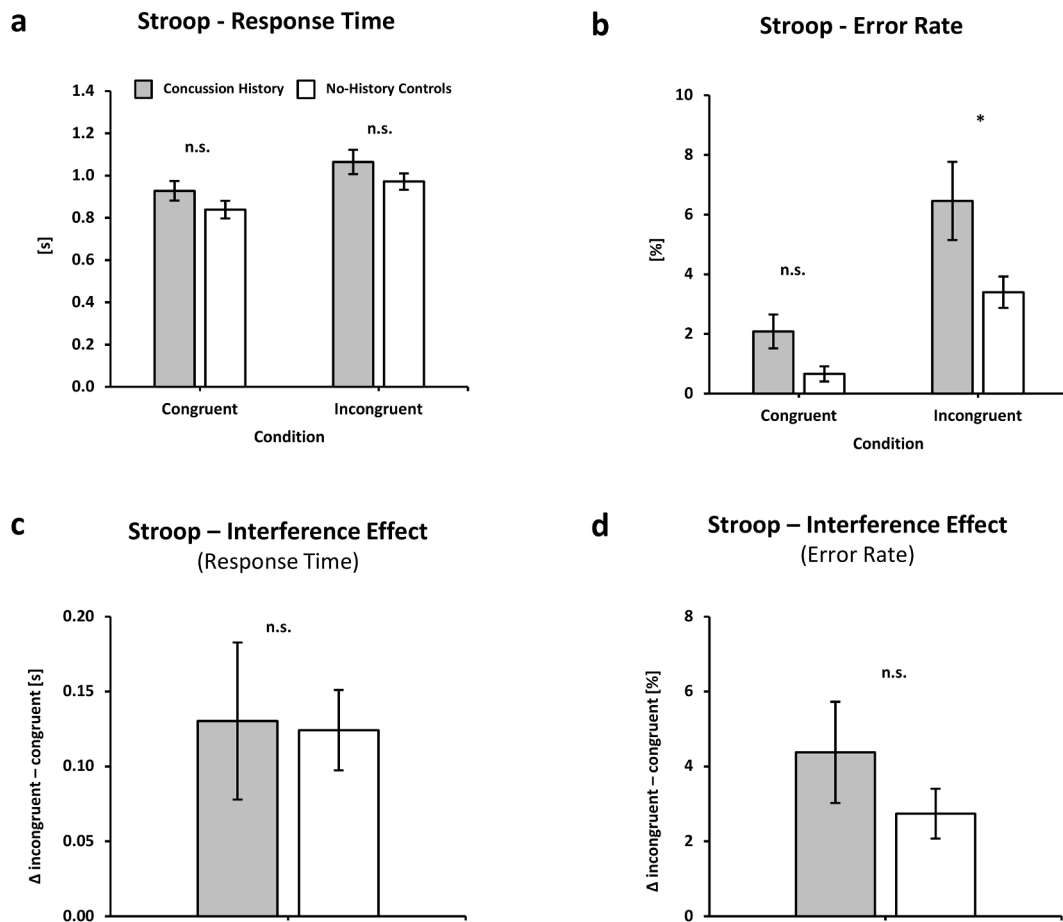 a
Stroop - Response Time
Concussion History
No-History Controls
1.4
1.2
1.0
0.8
0.6
0.4
0.2
0.0
[s]
n.s.
n.s.
Congruent
Incongruent
Condition
b
Stroop - Error Rate
10
8
6
4
2
0
[%]
n.s.
*
Congruent
Incongruent
Condition
c
Stroop – Interference Effect
(Response Time)
0.20
0.15
0.10
0.05
0.00
Δ incongruent – congruent [s]
n.s.
d
Stroop – Interference Effect
(Error Rate)
8
6
4
2
0
Δ incongruent – congruent [%]
n.s.